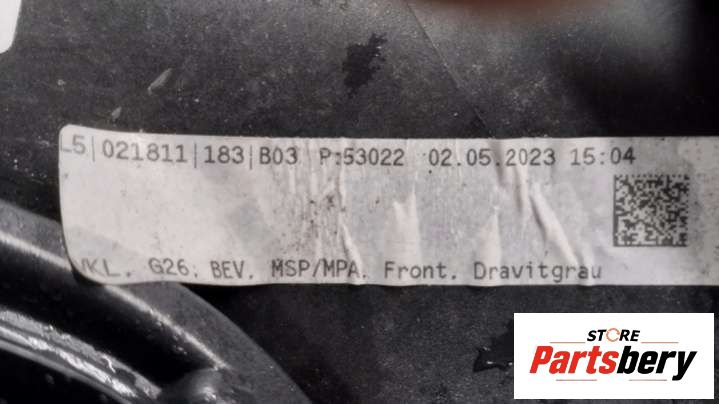 L5|021811|183|B03 P:53022 02.05.2023 15:04
VKL. G26: BEV. MSP/MPA. Front. Dravitgrau
STORE
Partsbery